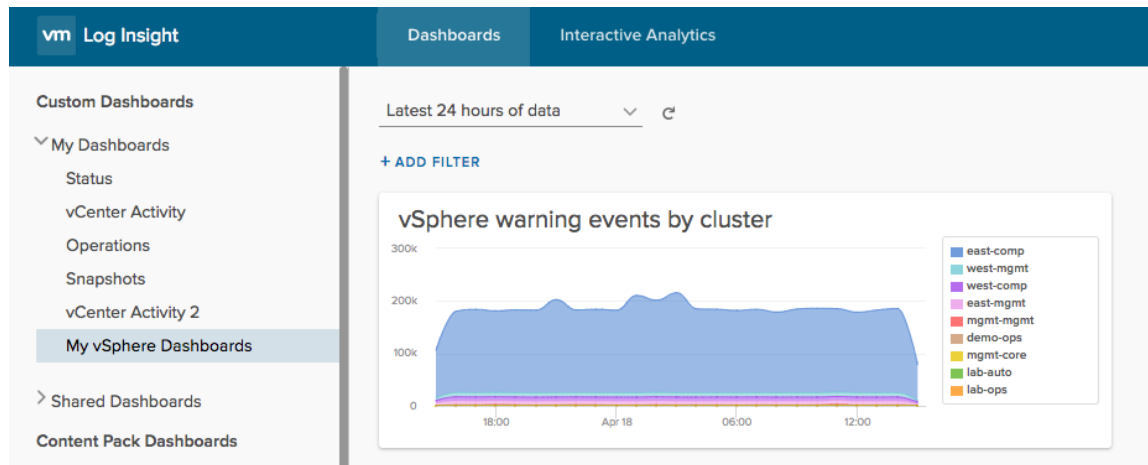 vm Log Insight
Dashboards
Interactive Analytics
Custom Dashboards
My Dashboards
Status
vCenter Activity
Operations
Snapshots
vCenter Activity 2
My vSphere Dashboards
Shared Dashboards
Content Pack Dashboards
Latest 24 hours of data
+ ADD FILTER
vSphere warning events by cluster
300k
200k
100k
0
18:00
Apr 18
06:00
12:00
east-comp
west-mgmt
west-comp
east-mgmt
mgmt-mgmt
demo-ops
mgmt-core
lab-auto
lab-ops